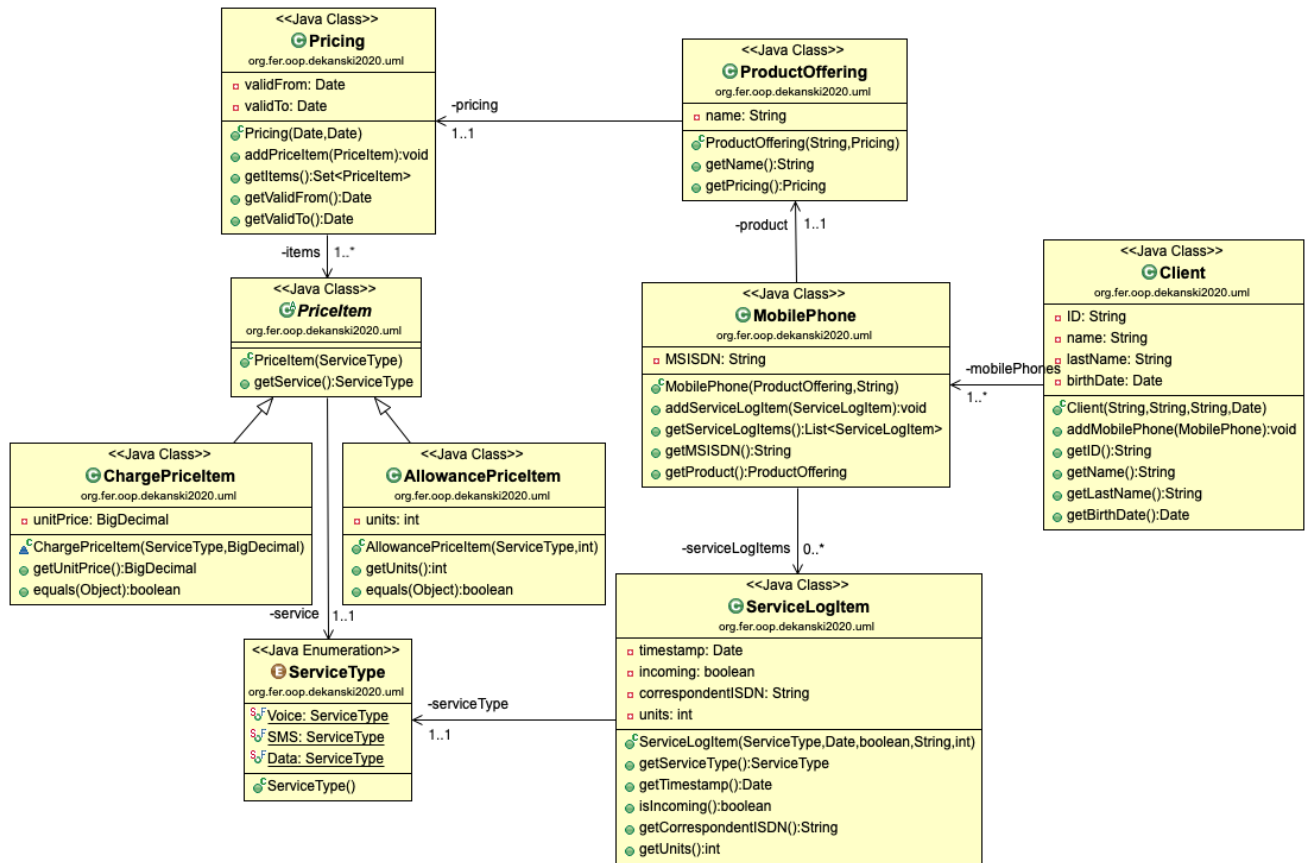 <<Java Class>>
Pricing
org.fer.oop.dekanski2020.uml
validFrom: Date
validTo: Date
Pricing(Date,Date)
addPriceItem(PriceItem):void
getItems():Set<PriceItem>
getValidFrom():Date
getValidTo():Date
-pricing
1..1
<<Java Class>>
ProductOffering
org.fer.oop.dekanski2020.uml
name: String
ProductOffering(String,Pricing)
getName():String
getPricing():Pricing
-items
1..*
-product
1..1
<<Java Class>>
PriceItem
org.fer.oop.dekanski2020.uml
PriceItem(ServiceType)
getService():ServiceType
<<Java Class>>
MobilePhone
org.fer.oop.dekanski2020.uml
MSISDN: String
MobilePhone(ProductOffering,String)
addServiceLogItem(ServiceLogItem):void
getServiceLogItems():List<ServiceLogItem>
getMSISDN():String
getProduct():ProductOffering
-mobilePhones
1..*
<<Java Class>>
Client
org.fer.oop.dekanski2020.uml
ID: String
name: String
lastName: String
birthDate: Date
Client(String,String,String,Date)
addMobilePhone(MobilePhone):void
getID():String
getName():String
getLastName():String
getBirthDate():Date
<<Java Class>>
ChargePriceItem
org.fer.oop.dekanski2020.uml
unitPrice: BigDecimal
ChargePriceItem(ServiceType,BigDecimal)
getUnitPrice():BigDecimal
equals(Object):boolean
<<Java Class>>
AllowancePriceItem
org.fer.oop.dekanski2020.uml
units: int
AllowancePriceItem(ServiceType,int)
getUnits():int
equals(Object):boolean
-service
1..1
-serviceLogItems
0..*
<<Java Enumeration>>
ServiceType
org.fer.oop.dekanski2020.uml
Voice: ServiceType
SMS: ServiceType
Data: ServiceType
ServiceType()
-serviceType
1..1
<<Java Class>>
ServiceLogItem
org.fer.oop.dekanski2020.uml
timestamp: Date
incoming: boolean
correspondentISDN: String
units: int
ServiceLogItem(ServiceType,Date,boolean,String,int)
getServiceType():ServiceType
getTimestamp():Date
isIncoming():boolean
getCorrespondentISDN():String
getUnits():int